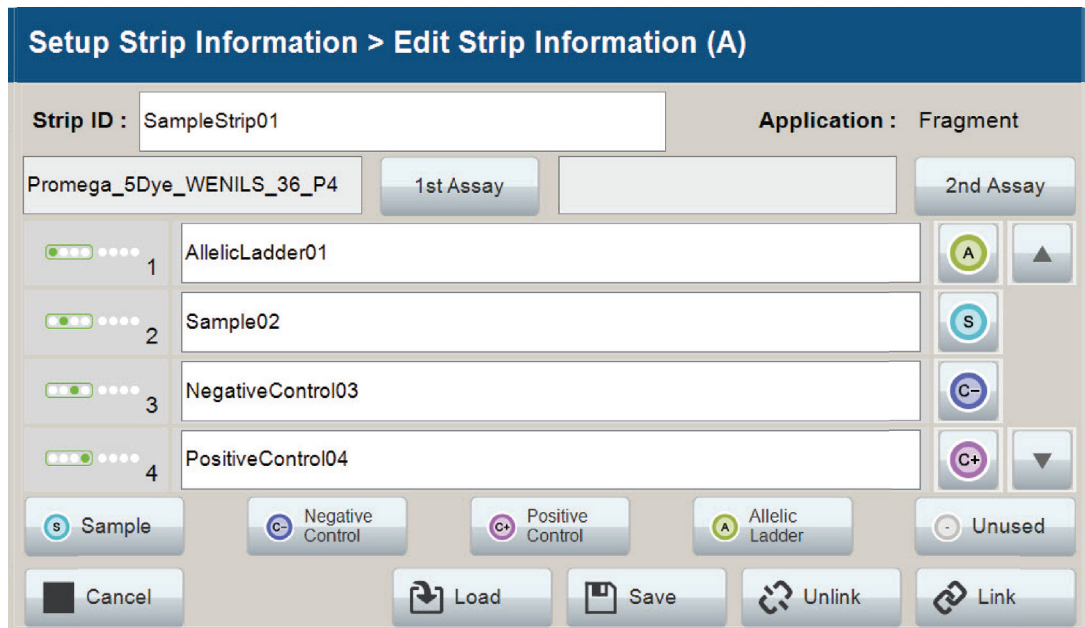 Setup Strip Information > Edit Strip Information (A)
Strip ID : SampleStrip01 Application : Fragment
Promega_5Dye_WENILS_36_P4 1st Assay 2nd Assay
1 AllelicLadder01 A
2 Sample02 S
3 NegativeControl03 C-
4 PositiveControl04 C+
S Sample C- Negative Control C+ Positive Control A Allelic Ladder - Unused
Cancel Load Save Unlink Link